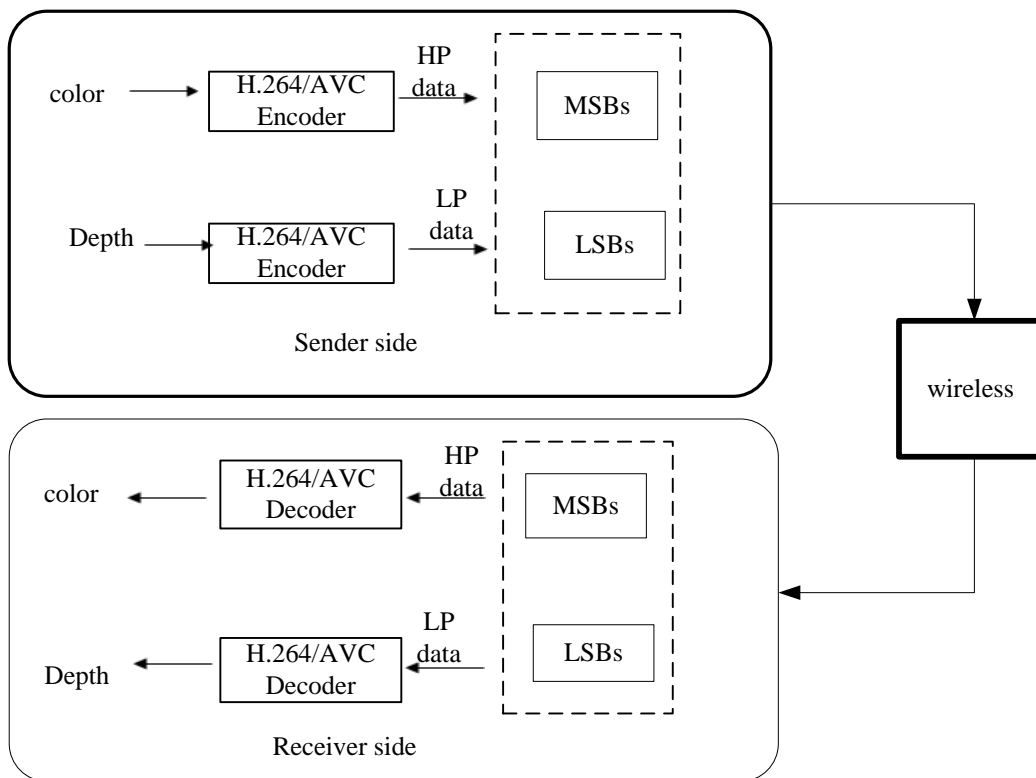 color
H.264/AVC
Encoder
HP
data
MSBs
Depth
H.264/AVC
Encoder
LP
data
LSBs
Sender side
wireless
color
H.264/AVC
Decoder
HP
data
MSBs
Depth
H.264/AVC
Decoder
LP
data
LSBs
Receiver side